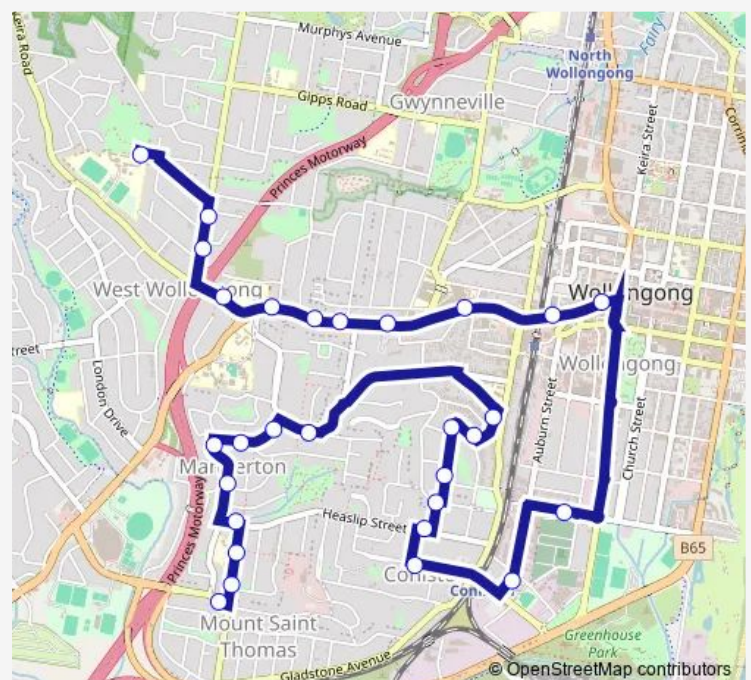 Keira Road
Murphys Avenue
North
Wollongong
Fairy
Gipps Road
Gwynneville
Keira Street
Princes Motorway
West Wollongong
Wollongong
Wollongong
London Drive
Auburn Street
Church Street
Mangerton
Princes Motorway
Heaslip Street
B65
Greenhouse
Park
Mount Saint
Thomas
Gladstone Avenue
© OpenStreetMap contributors